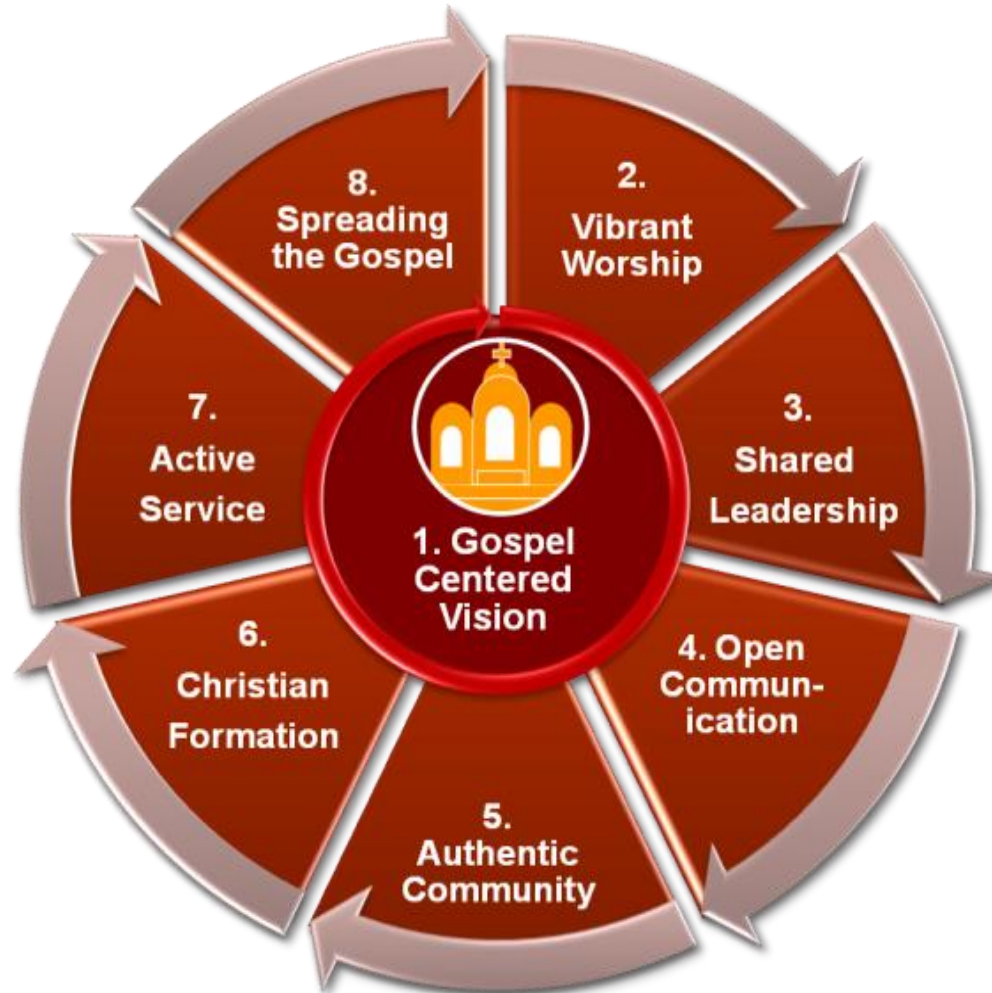 1. Gospel
Centered
Vision
2.
Vibrant
Worship
3.
Shared
Leadership
4. Open
Commun-
ication
5.
Authentic
Community
6.
Christian
Formation
7.
Active
Service
8.
Spreading
the Gospel